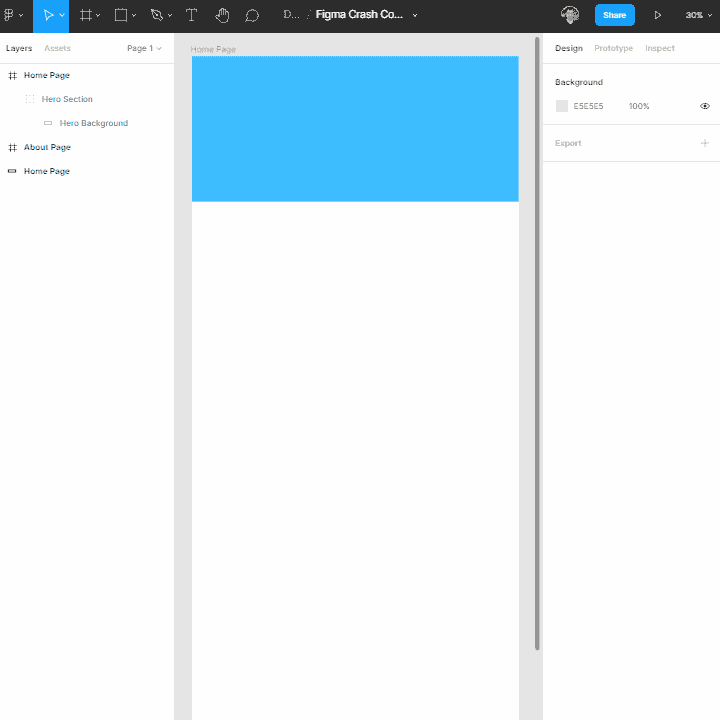 D... / Figma Crash Co... Share 30%
Layers Assets Page 1
Home Page
Hero Section
Hero Background
About Page
Home Page
Home Page
Design Prototype Inspect
Background
E5E5E5 100%
Export